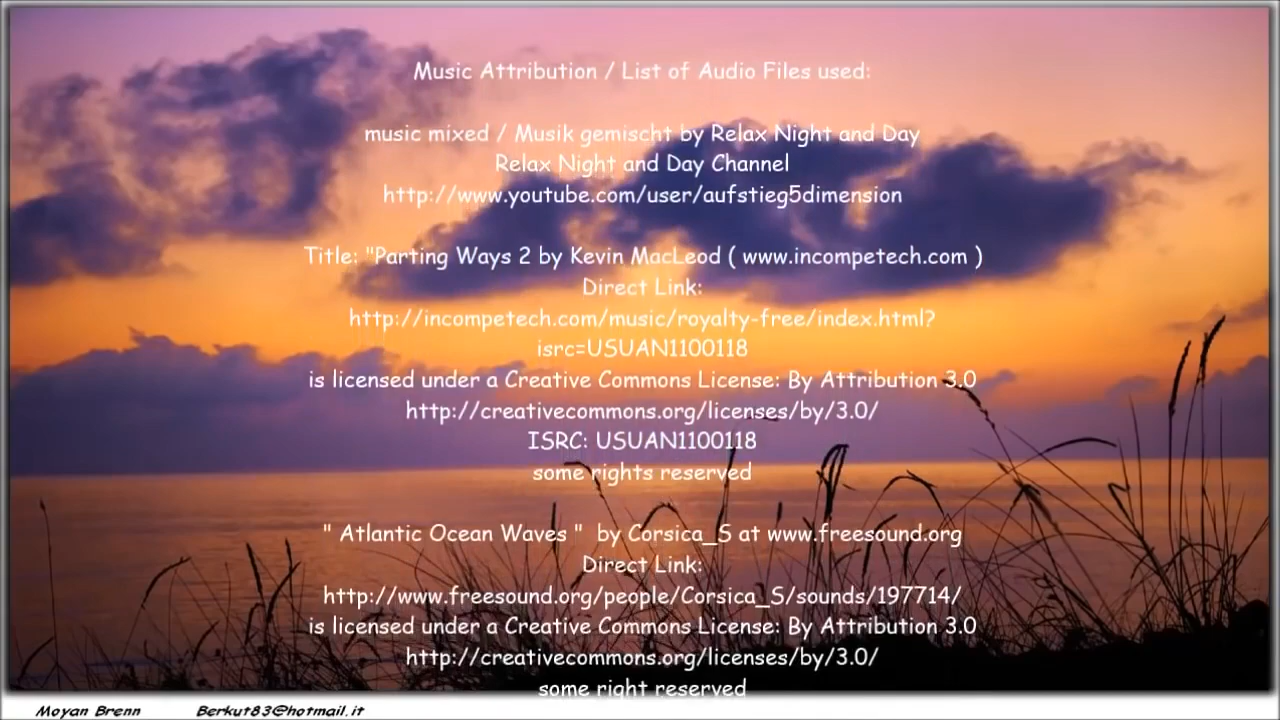 Music Attribution / List of Audio Files used:
music mixed / Musik gemischt by Relax Night and Day
Relax Night and Day Channel
http://www.youtube.com/user/aufstieg5dimension
Title: "Parting Ways 2 by Kevin MacLeod ( www.incompetech.com )
Direct Link:
http://incompetech.com/music/royalty-free/index.html?
isrc=USUAN1100118
is licensed under a Creative Commons License: By Attribution 3.0
http://creativecommons.org/licenses/by/3.0/
ISRC: USUAN1100118
some rights reserved
" Atlantic Ocean Waves "  by Corsica_S at www.freesound.org
Direct Link:
http://www.freesound.org/people/Corsica_S/sounds/197714/
is licensed under a Creative Commons License: By Attribution 3.0
http://creativecommons.org/licenses/by/3.0/
some right reserved
Moyan Brenn Berkut83@hotmail.it